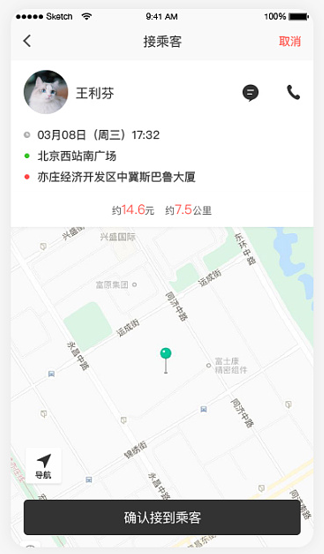 Sketch 9:41 AM 100%
接乘客 取消
王利芬
03月08日（周三）17:32
北京西站南广场
亦庄经济开发区中冀斯巴鲁大厦
约14.6元 约7.5公里
兴盛街
兴盛国际
东环中路
富原集团
同济中路
运成街
运成街
永昌中路
富士康
精密组件
同济中路
锦绣街
导航
永昌中路
同济南路
确认接到乘客